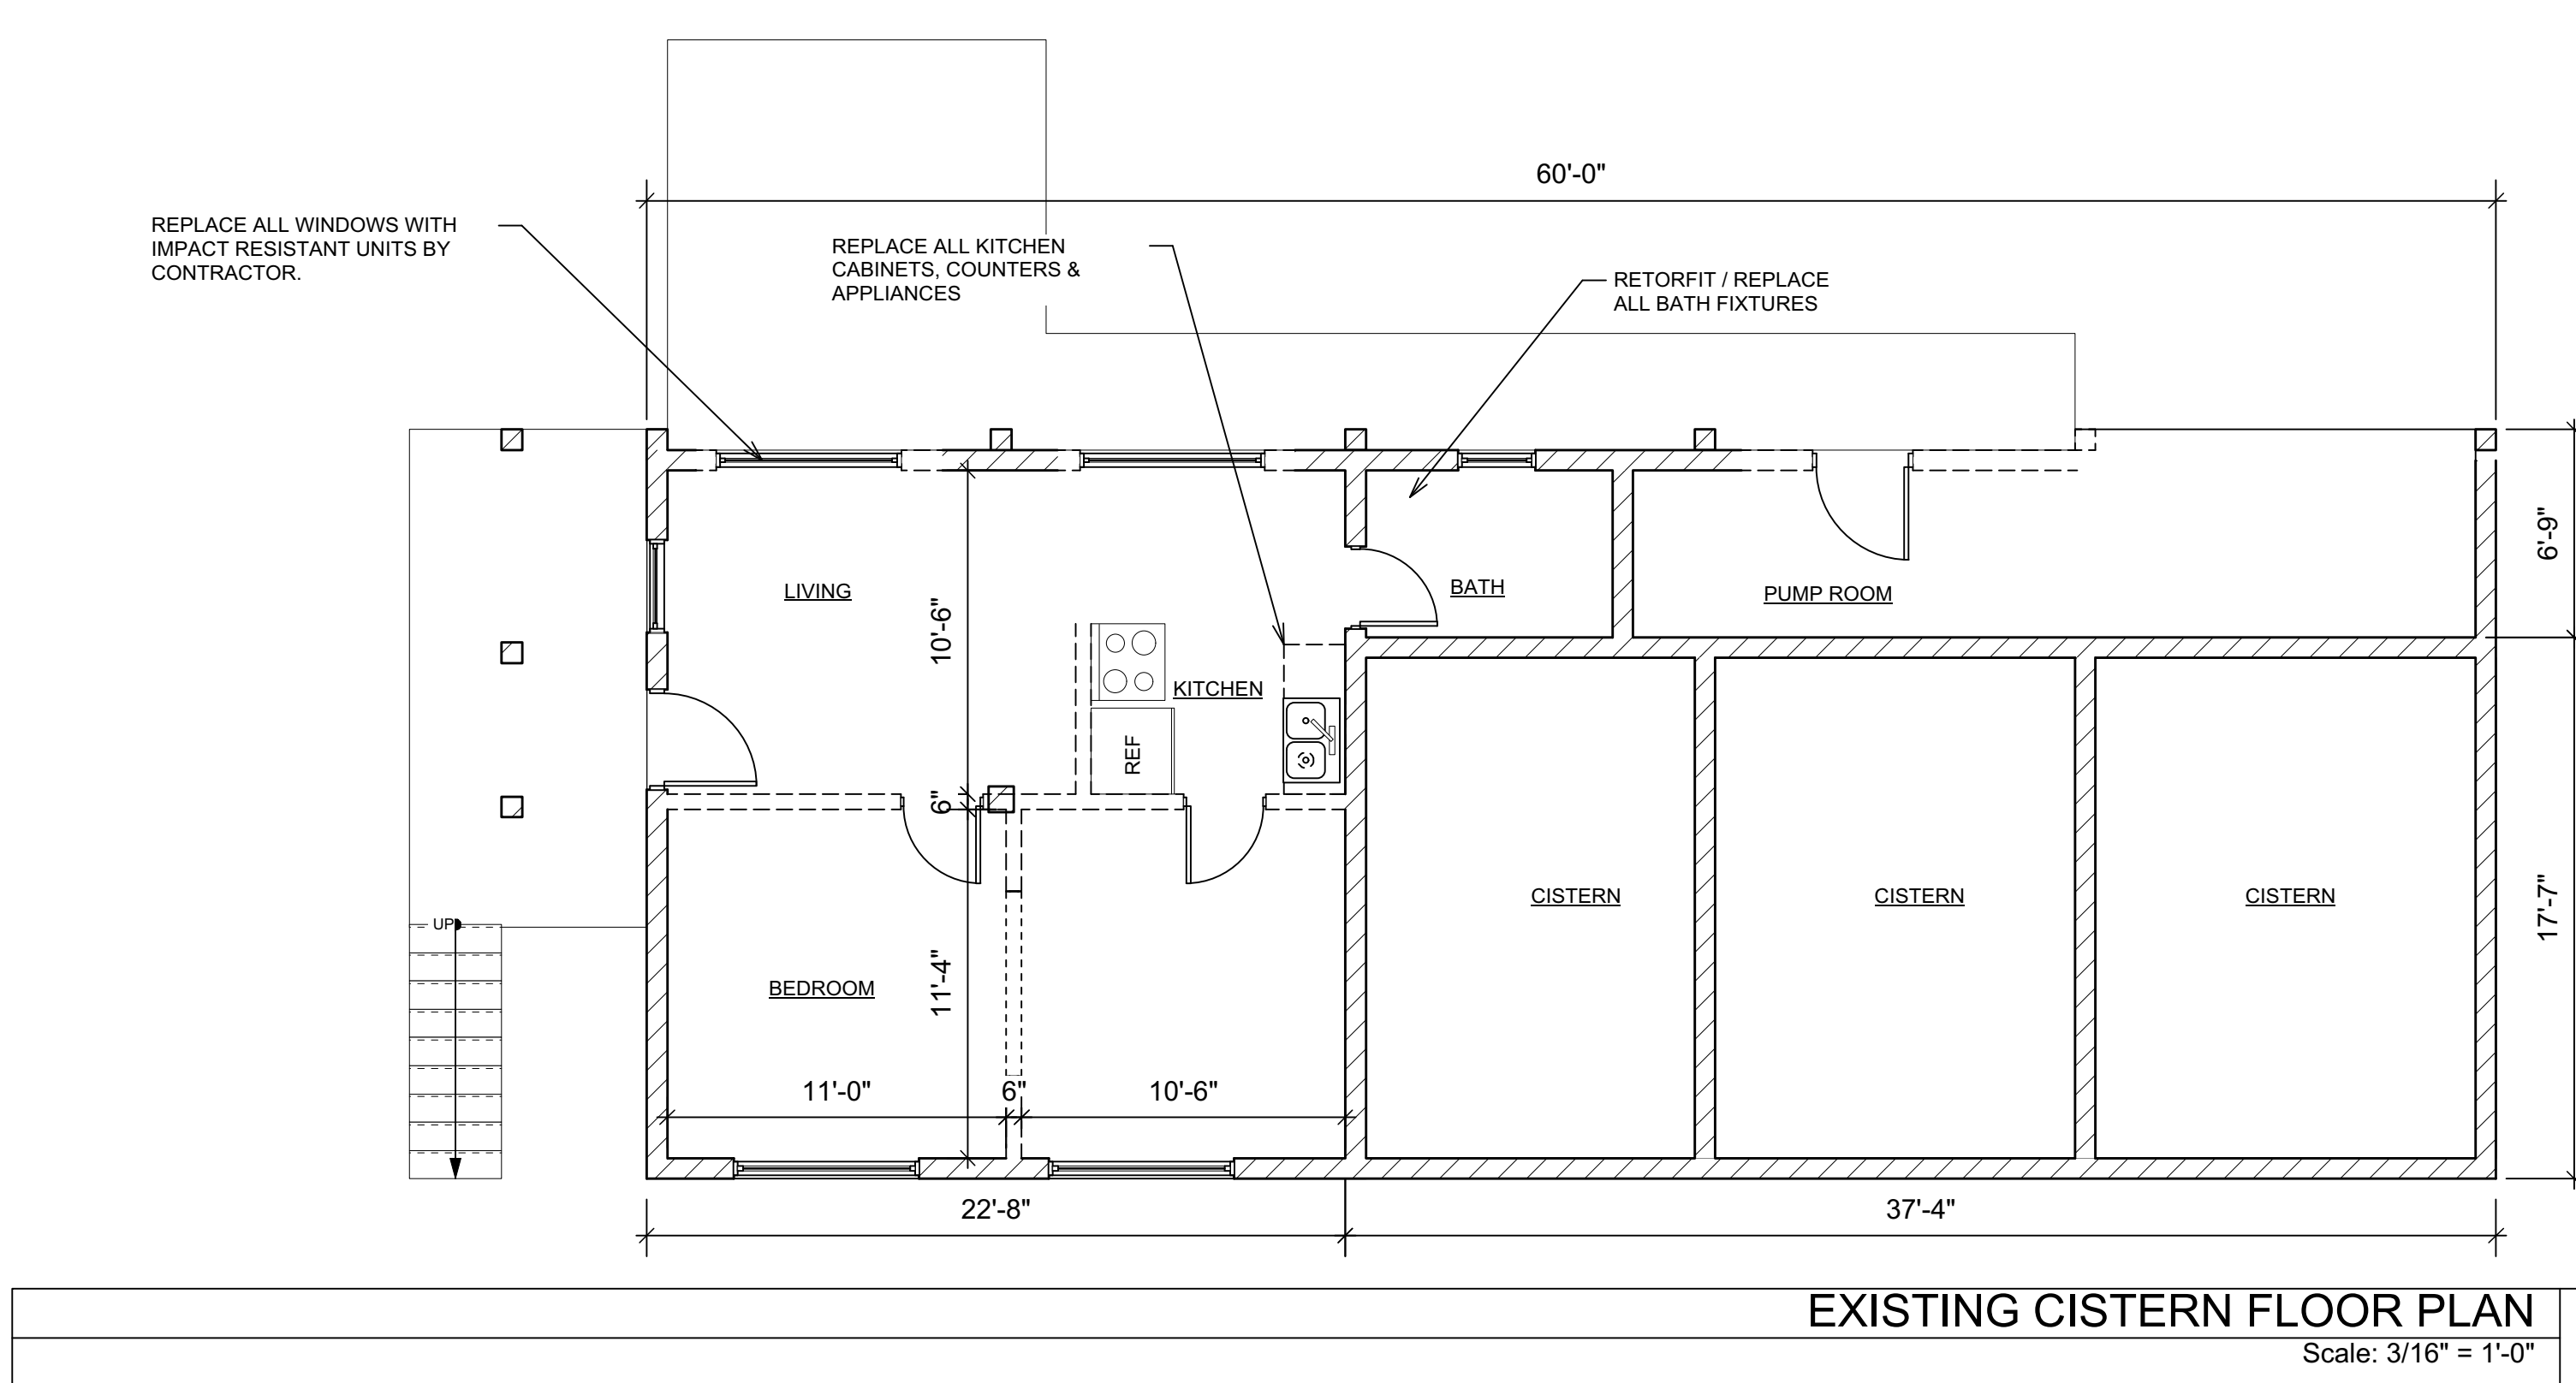 60'-0"
REPLACE ALL WINDOWS WITH
IMPACT RESISTANT UNITS BY
CONTRACTOR.
REPLACE ALL KITCHEN
CABINETS, COUNTERS &
APPLIANCES
RETORFIT / REPLACE
ALL BATH FIXTURES
6'-9"
LIVING
10'-6"
BATH
PUMP ROOM
KITCHEN
REF
6"
CISTERN
CISTERN
CISTERN
17'-7"
UP
BEDROOM
11'-4"
11'-0"
6"
10'-6"
22'-8"
37'-4"
EXISTING CISTERN FLOOR PLAN
Scale: 3/16" = 1'-0"